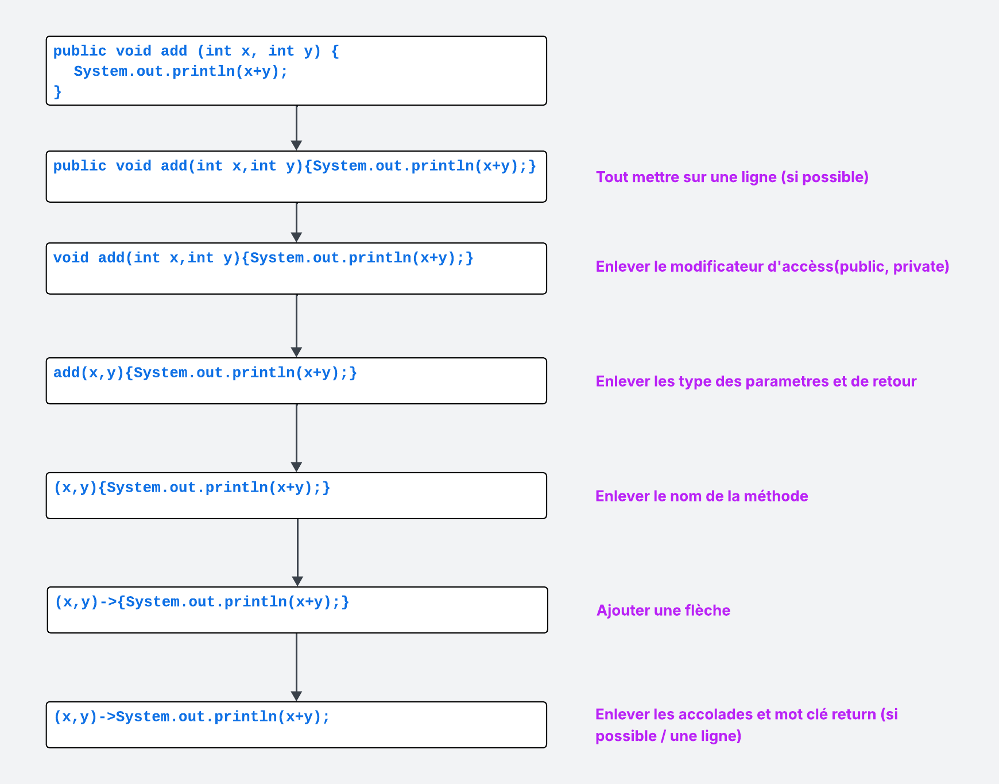 public void add (int x, int y) {
System.out.println(x+y);
}
public void add(int x,int y){System.out.println(x+y);}
Tout mettre sur une ligne (si possible)
void add(int x,int y){System.out.println(x+y);}
Enlever le modificateur d'accèss(public, private)
add(x,y){System.out.println(x+y);}
Enlever les type des parametres et de retour
(x,y){System.out.println(x+y);}
Enlever le nom de la méthode
(x,y)->{System.out.println(x+y);}
Ajouter une flèche
(x,y)->System.out.println(x+y);
Enlever les accolades et mot clé return (si
possible / une ligne)